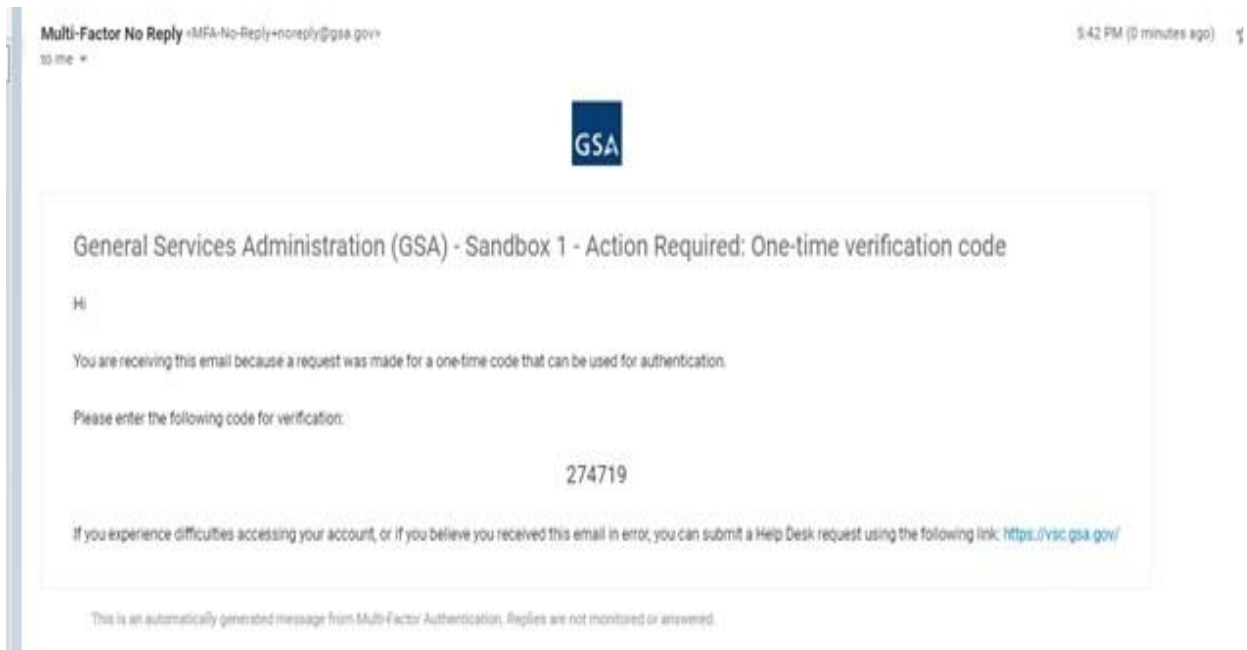 Multi-Factor No Reply <MFA-No-Reply+noreply@gsa.gov>
5:42 PM (0 minutes ago)
to me
GSA
General Services Administration (GSA) - Sandbox 1 - Action Required: One-time verification code
Hi
You are receiving this email because a request was made for a one-time code that can be used for authentication.
Please enter the following code for verification:
274719
If you experience difficulties accessing your account, or if you believe you received this email in error, you can submit a Help Desk request using the following link: https://vsc.gsa.gov/
This is an automatically generated message from Multi-Factor Authentication. Replies are not monitored or answered.